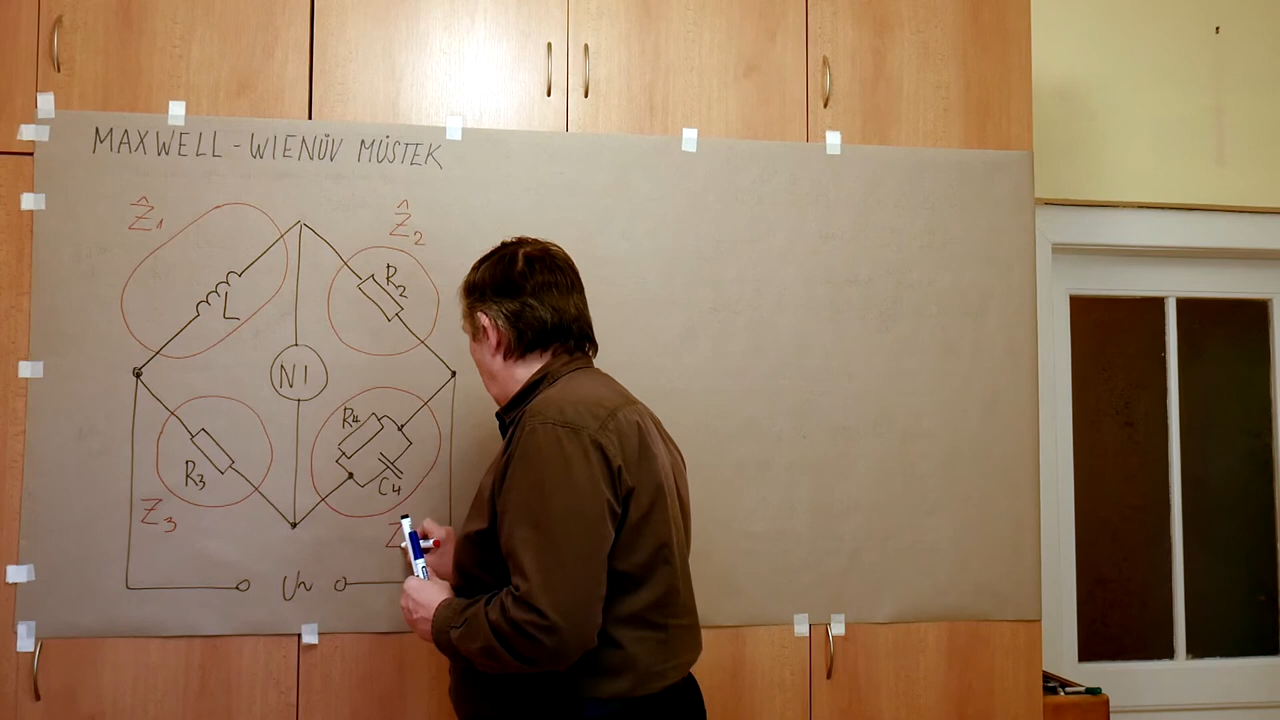 MAXWELL - WIENŮV MŮSTEK
Ẑ1
Ẑ2
R2
L
NI
R4
R3
C4
Z3
Z
U~